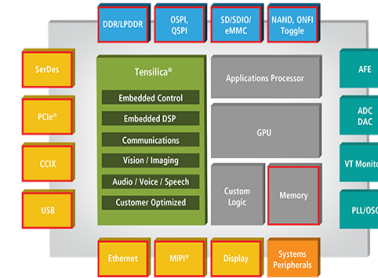 DDR/LPDDR
OSPI,
QSPI
SD/SDIO/
eMMC
NAND, ONFI
Toggle
SerDes
PCIe®
CCIX
USB
Tensilica®
Embedded Control
Embedded DSP
Communications
Vision / Imaging
Audio / Voice / Speech
Customer Optimized
Applications Processor
GPU
Custom
Logic
Memory
AFE
ADC
DAC
VT Monito
PLL/OSC
Ethernet
MIPI®
Display
Systems
Peripherals